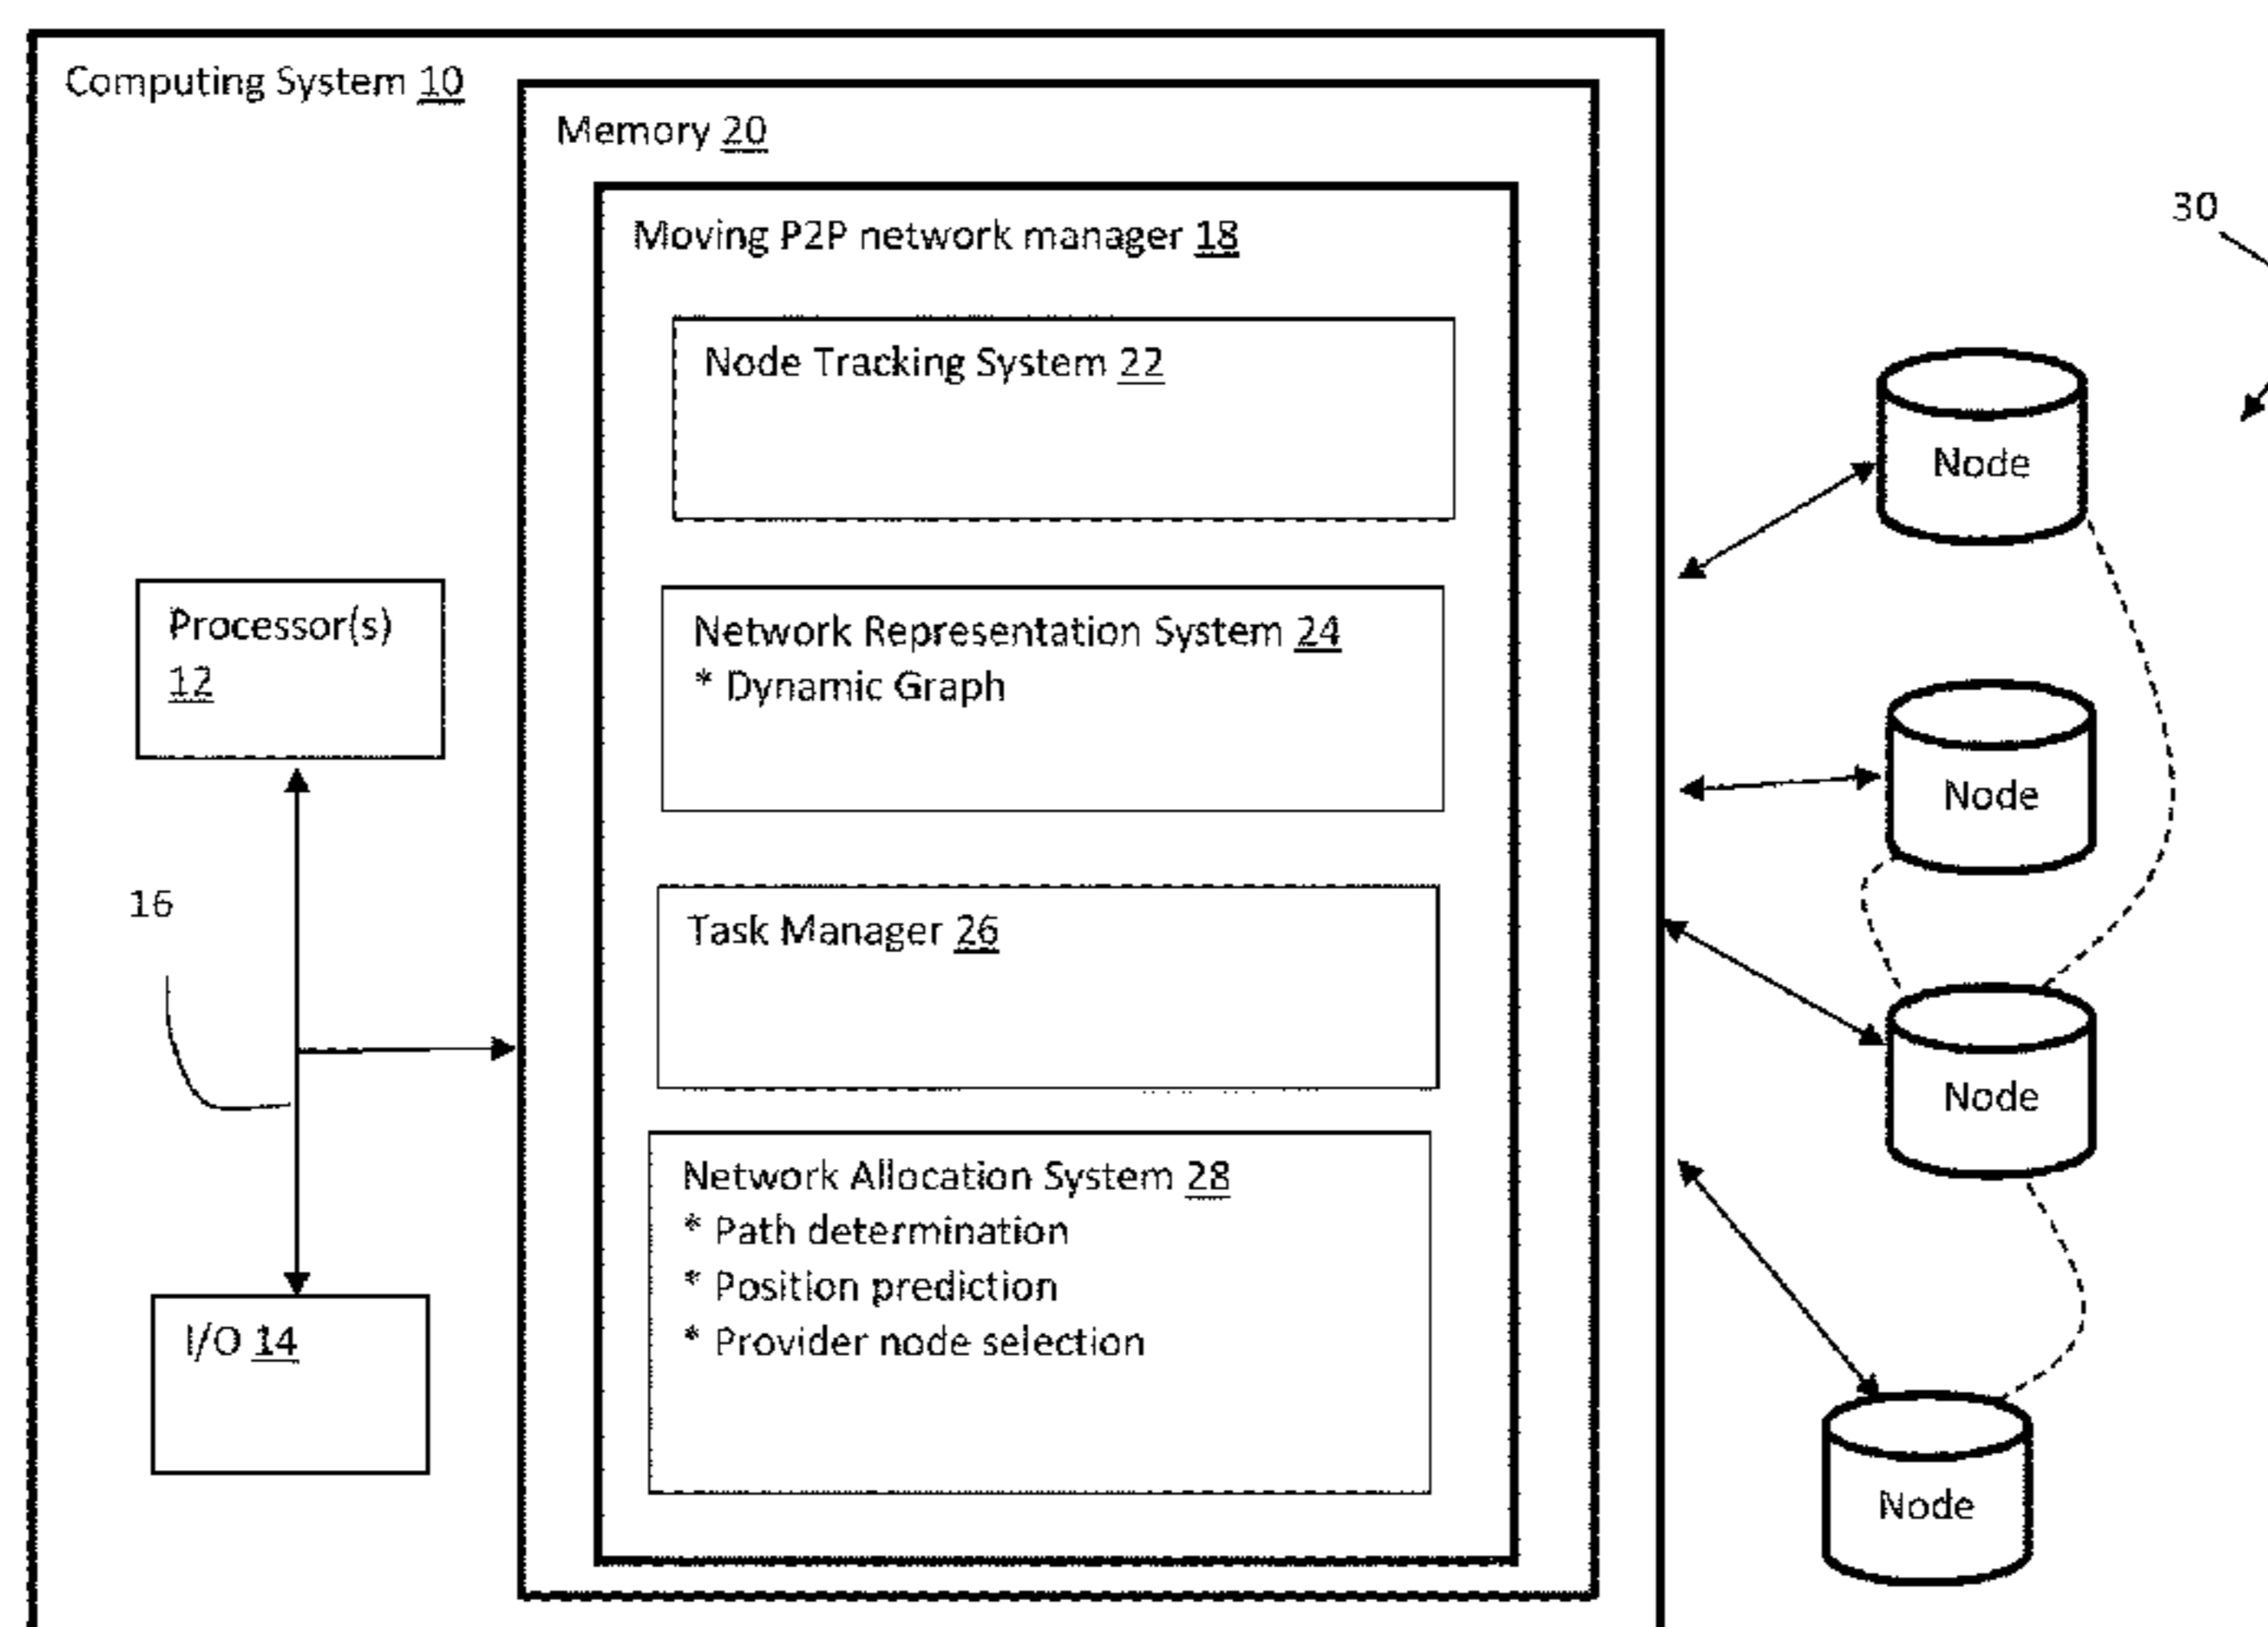 Computing System 10
Memory 20
Moving P2P network manager 18
30
Node Tracking System 22
Node
Processor(s)
12
Network Representation System 24
* Dynamic Graph
Node
16
Task Manager 26
Node
Network Allocation System 28
* Path determination
* Position prediction
* Provider node selection
I/O 14
Node